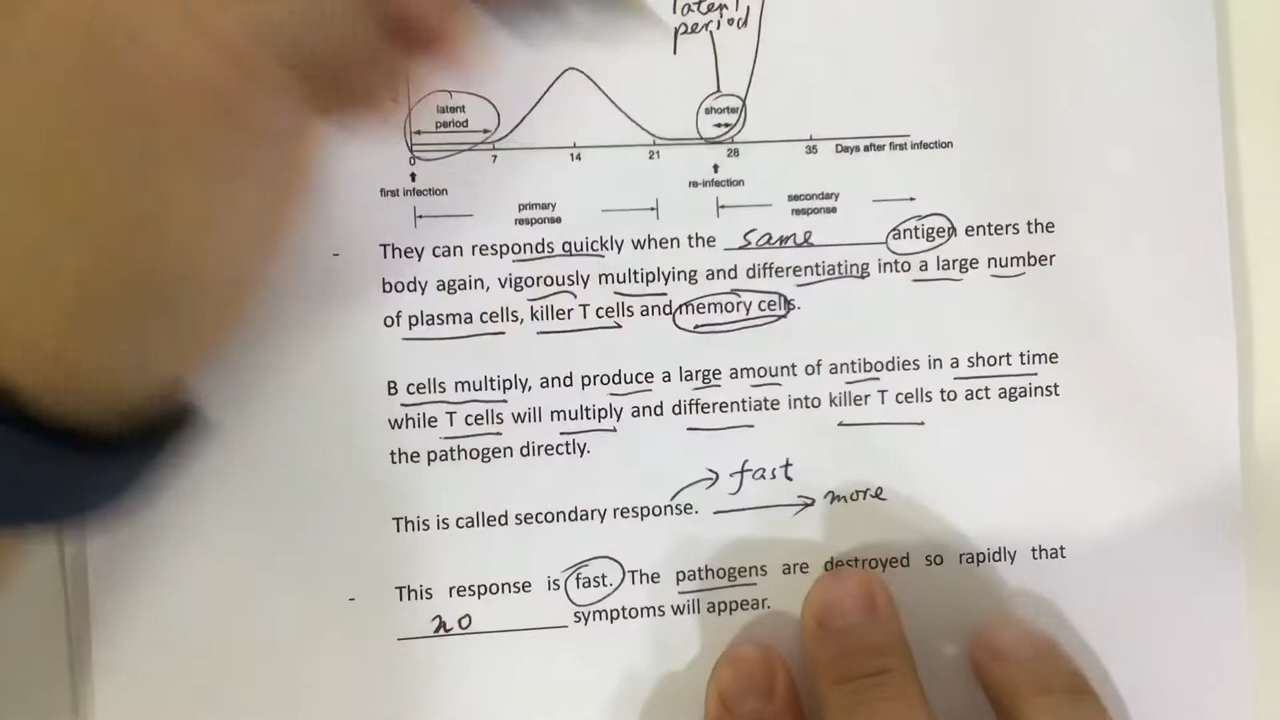 latent
period
latent
period
shorter
0 7 14 21 28 35 Days after first infection
first infection re-infection
primary
response
secondary
response
- They can responds quickly when the same antigen enters the
body again, vigorously multiplying and differentiating into a large number
of plasma cells, killer T cells and memory cells.
B cells multiply, and produce a large amount of antibodies in a short time
while T cells will multiply and differentiate into killer T cells to act against
the pathogen directly.
fast
This is called secondary response. more
- This response is fast. The pathogens are destroyed so rapidly that
no symptoms will appear.